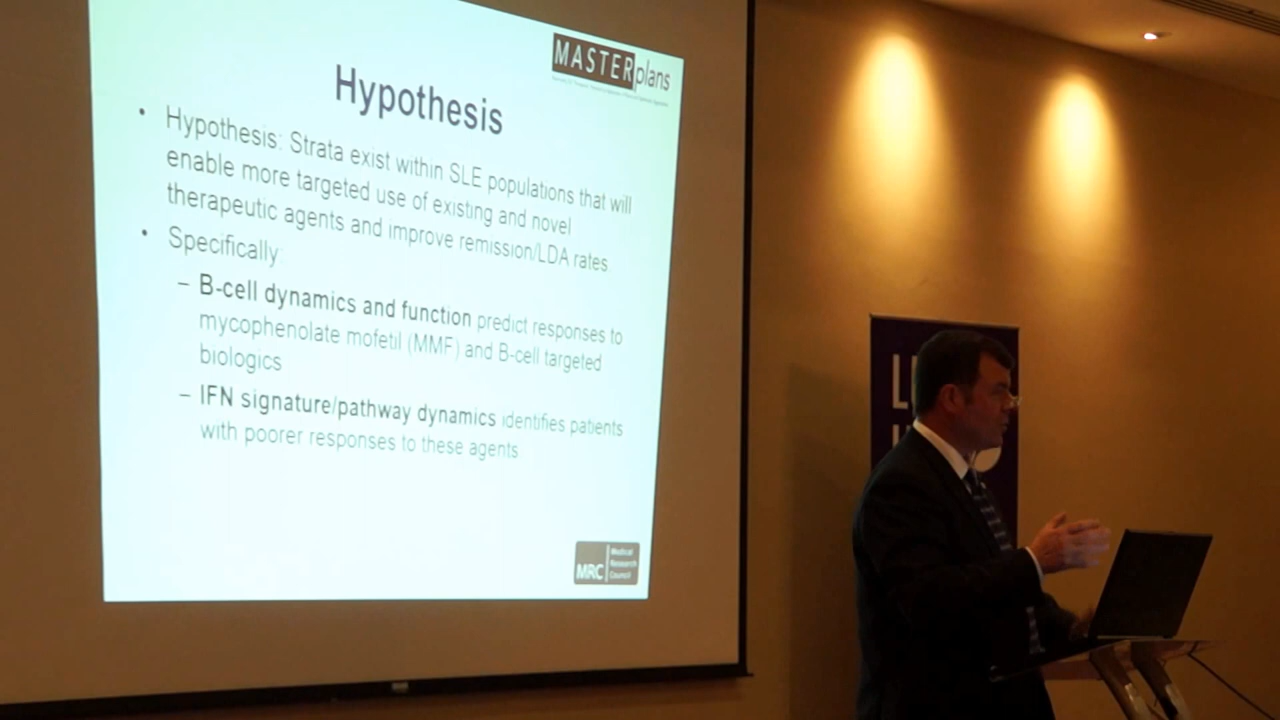 MASTERplans
Hypothesis
• Hypothesis: Strata exist within SLE populations that will
enable more targeted use of existing and novel
therapeutic agents and improve remission/LDA rates
• Specifically
– B-cell dynamics and function predict responses to
mycophenolate mofetil (MMF) and B-cell targeted
biologics
– IFN signature/pathway dynamics identifies patients
with poorer responses to these agents
MRC
Medical
Research
Council